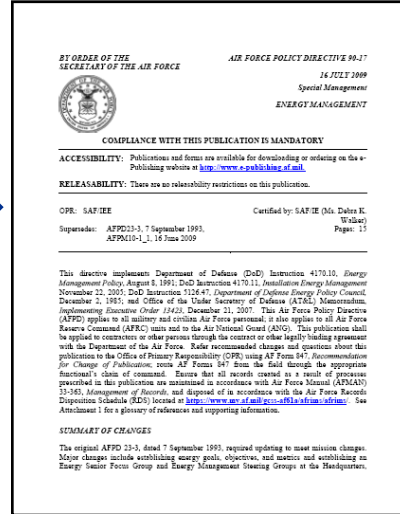 BY ORDER OF THE
SECRETARY OF THE AIR FORCE
AIR FORCE POLICY DIRECTIVE 90-17
16 JULY 2009
Special Management
ENERGY MANAGEMENT
COMPLIANCE WITH THIS PUBLICATION IS MANDATORY
ACCESSIBILITY: Publications and forms are available for downloading or ordering on the e-
Publishing website at http://www.e-publishing.af.mil.
RELEASABILITY: There are no releasability restrictions on this publication.
OPR: SAF/IEE
Certified by: SAF/IE (Ms. Debra K.
Walker)
Supersedes: AFPD23-3, 7 September 1993,
AFPM10-1_1, 16 June 2009
Pages: 15
This directive implements Department of Defense (DoD) Instruction 4170.10, Energy
Management Policy, August 8, 1991; DoD Instruction 4170.11, Installation Energy Management
November 22, 2005; DoD Instruction 5126.47, Department of Defense Energy Policy Council,
December 2, 1985; and Office of the Under Secretary of Defense (AT&L) Memorandum,
Implementing Executive Order 13423, December 21, 2007. This Air Force Policy Directive
(AFPD) applies to all military and civilian Air Force personnel; it also applies to all Air Force
Reserve Command (AFRC) units and to the Air National Guard (ANG). This publication shall
be applied to contractors or other persons through the contract or other legally binding agreement
with the Department of the Air Force. Refer recommended changes and questions about this
publication to the Office of Primary Responsibility (OPR) using AF Form 847, Recommendation
for Change of Publication; route AF Forms 847 from the field through the appropriate
functional's chain of command. Ensure that all records created as a result of processes
prescribed in this publication are maintained in accordance with Air Force Manual (AFMAN)
33-363, Management of Records, and disposed of in accordance with the Air Force Records
Disposition Schedule (RDS) located at https://www.my.af.mil/gcss-af61a/afrims/afrims/. See
Attachment 1 for a glossary of references and supporting information.
SUMMARY OF CHANGES
The original AFPD 23-3, dated 7 September 1993, required updating to meet mission changes.
Major changes include establishing energy goals, objectives, and metrics and establishing an
Energy Senior Focus Group and Energy Management Steering Groups at the Headquarters,